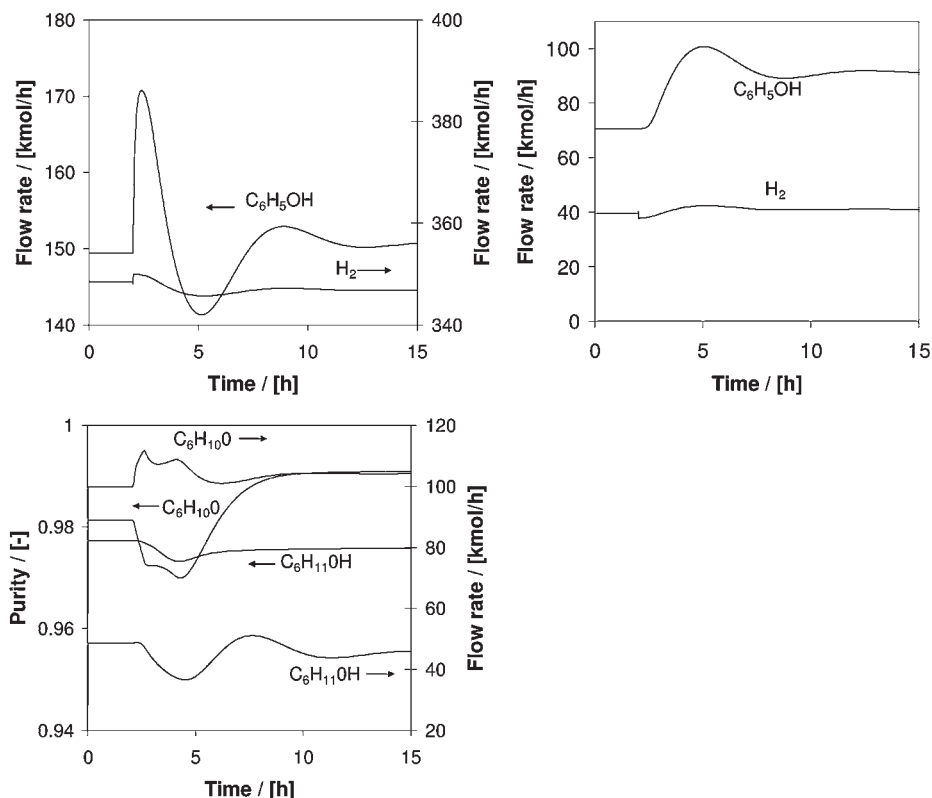 180
170
160
150
140
400
380
360
340
Flow rate / [kmol/h]
Flow rate / [kmol/h]
C₆H₅OH ←
H₂ →
0 5 10 15
Time / [h]
100
80
60
40
20
0
Flow rate / [kmol/h]
C₆H₅OH
H₂
0 5 10 15
Time / [h]
1
0.98
0.96
0.94
120
100
80
60
40
20
Purity / [-]
Flow rate / [kmol/h]
C₆H₁₀0 →
← C₆H₁₀0
← C₆H₁₁0H
C₆H₁₁0H →
0 5 10 15
Time / [h]